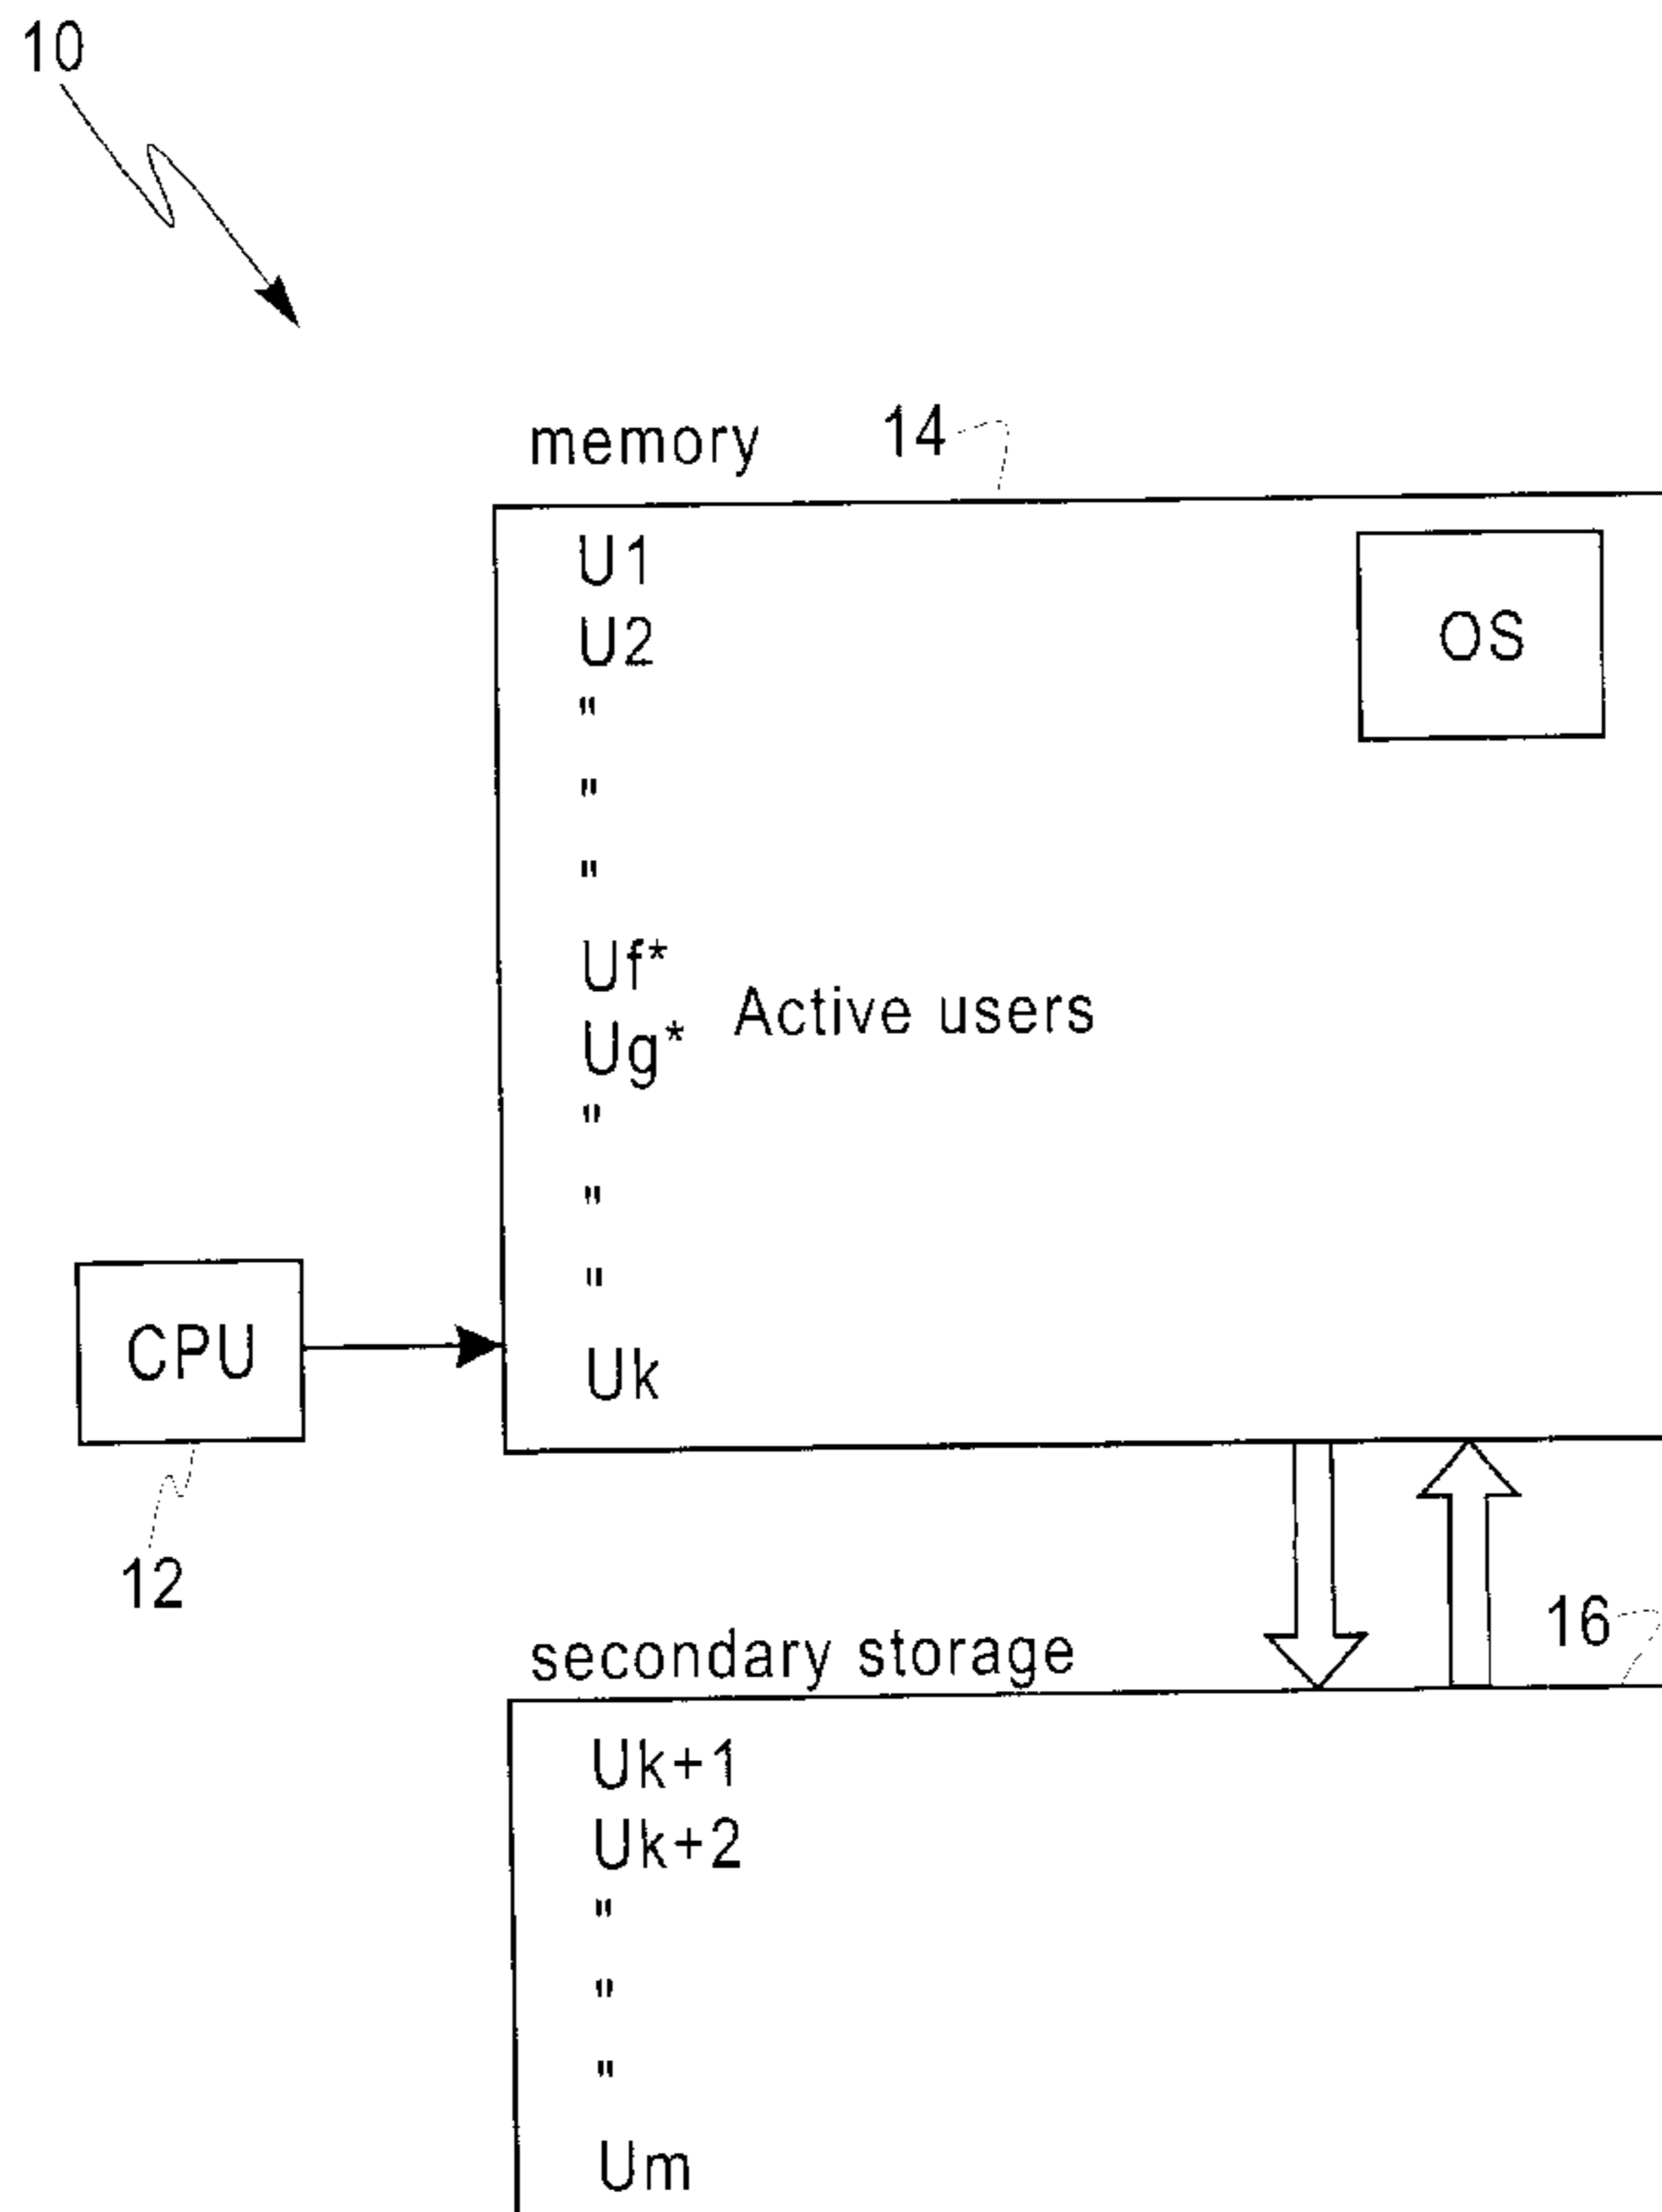 10
memory 14
U1
OS
U2
"
"
"
Uf*
Active users
Ug*
"
"
"
CPU
Uk
12
16
secondary storage
Uk+1
Uk+2
"
"
"
Um